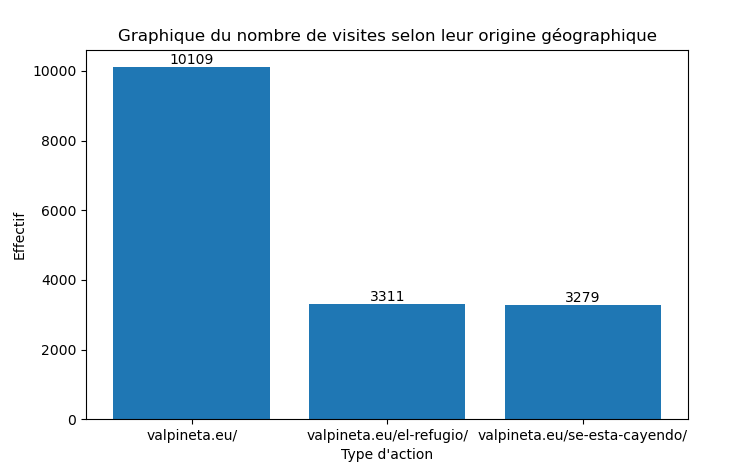 Graphique du nombre de visites selon leur origine géographique
10109
10000
8000
6000
4000
2000
0
Effectif
3311
3279
valpineta.eu/
valpineta.eu/el-refugio/
valpineta.eu/se-esta-cayendo/
Type d'action